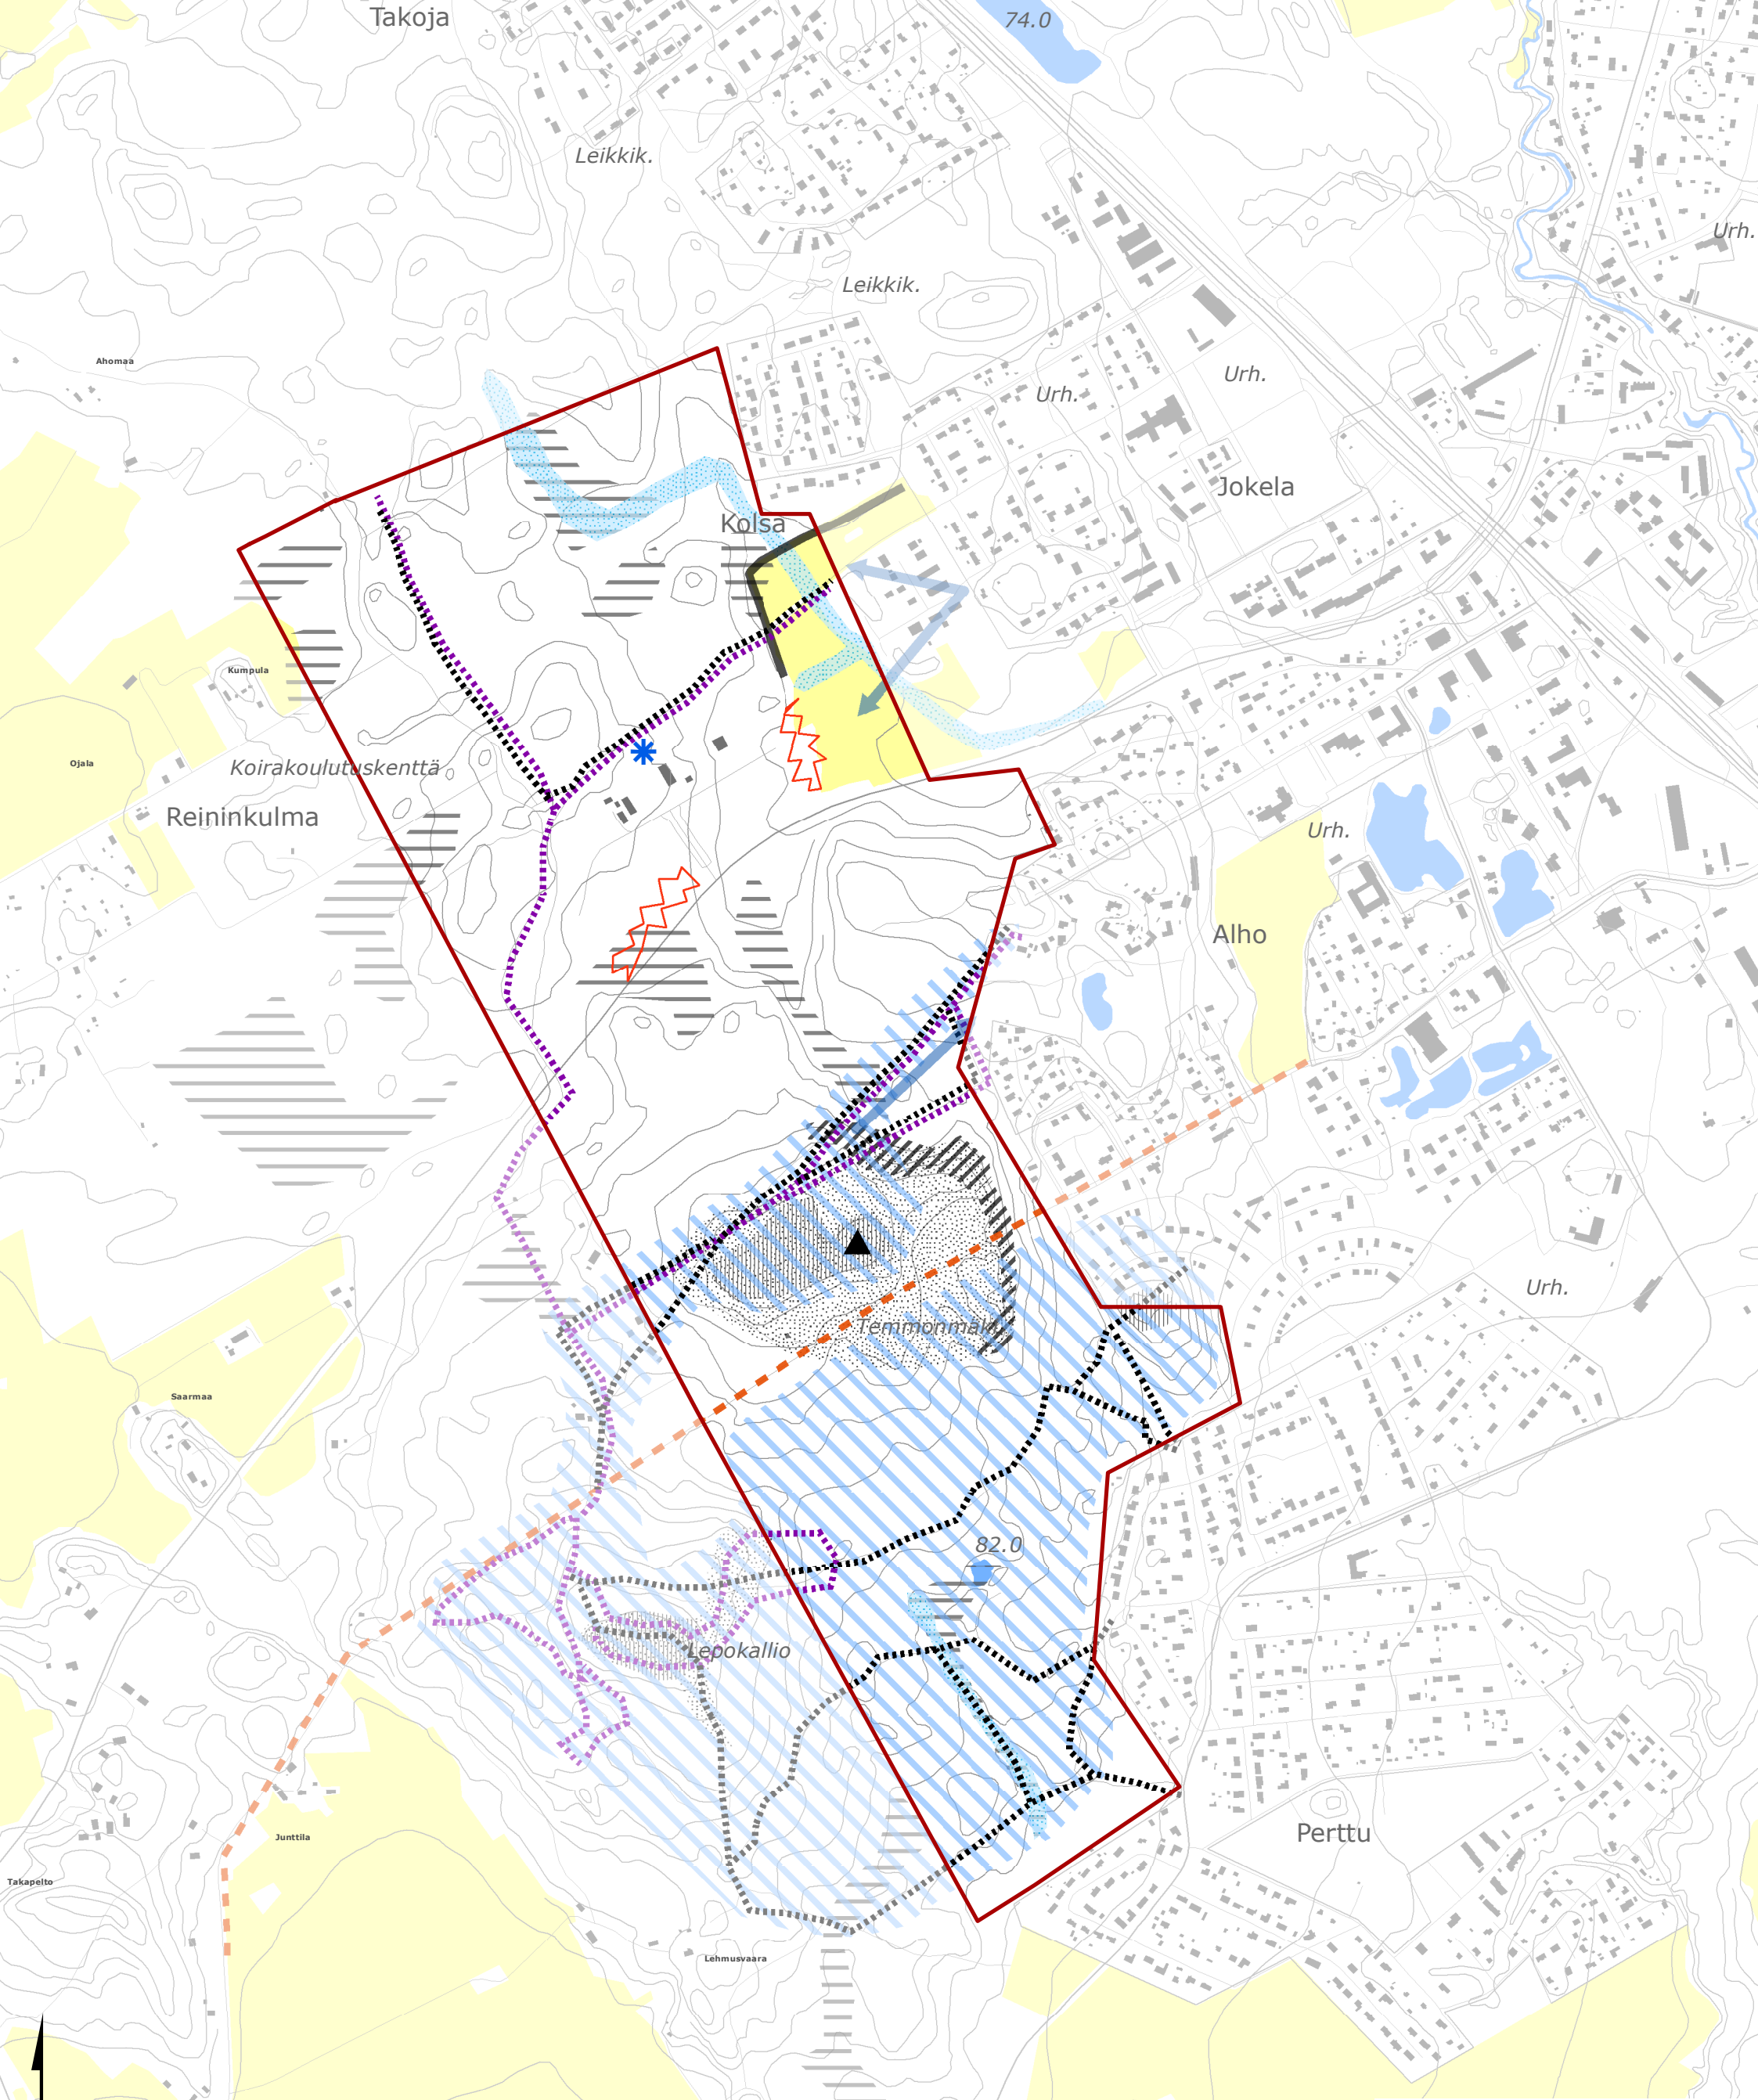 Takoja
74.0
Leikkik.
Urh.
Leikkik.
Ahomaa
Urh.
Urh.
Jokela
Kolsa
Kumpula
Ojala
Koirakoulutuskenttä
Reininkulma
Urh.
Alho
Urh.
Temmonmäki
Saarmaa
82.0
Lepokallio
Perttu
Junttila
Takapelto
Lehmusvaara